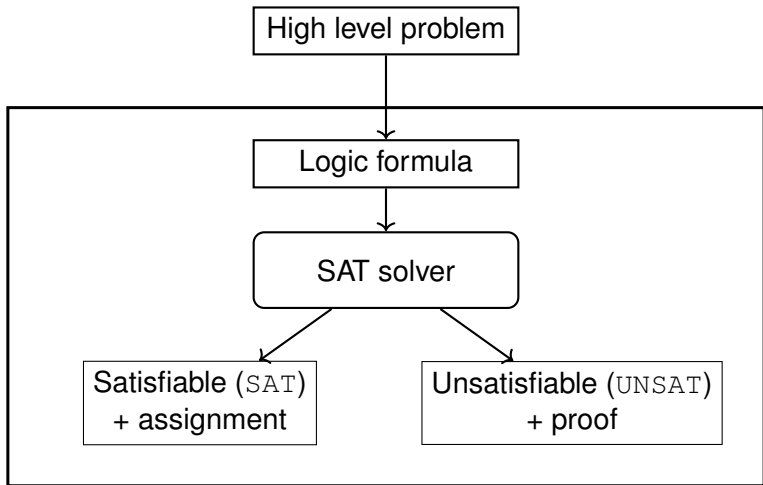 High level problem
Logic formula
SAT solver
Satisfiable (SAT)
+ assignment
Unsatisfiable (UNSAT)
+ proof